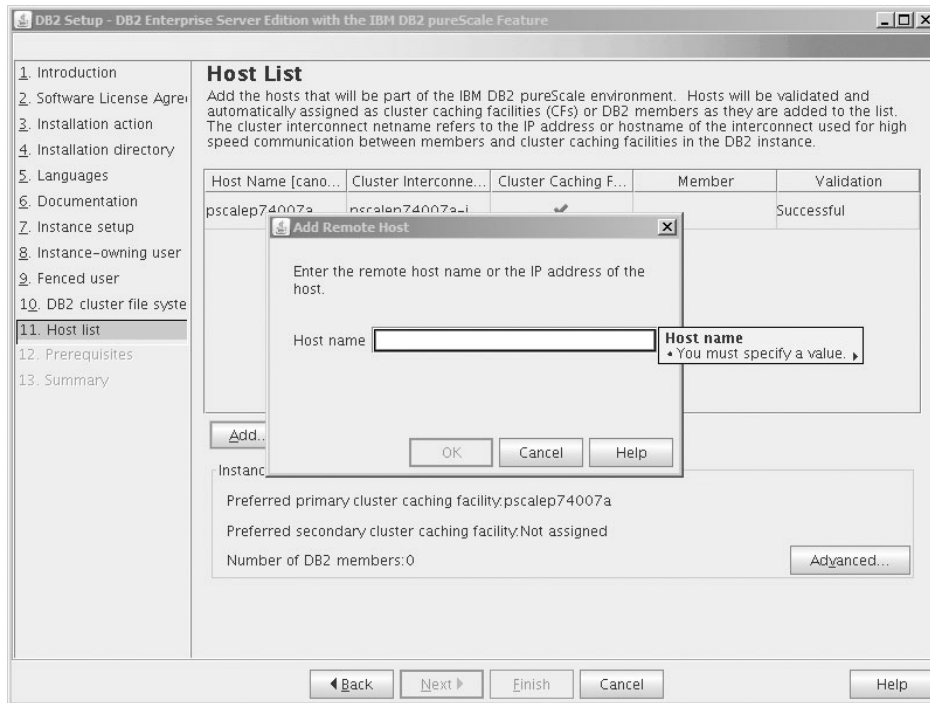 DB2 Setup - DB2 Enterprise Server Edition with the IBM DB2 pureScale Feature
1. Introduction
2. Software License Agre
3. Installation action
4. Installation directory
5. Languages
6. Documentation
7. Instance setup
8. Instance-owning user
9. Fenced user
10. DB2 cluster file syste
11. Host list
12. Prerequisites
13. Summary
Host List
Add the hosts that will be part of the IBM DB2 pureScale environment. Hosts will be validated and
automatically assigned as cluster caching facilities (CFs) or DB2 members as they are added to the list.
The cluster interconnect netname refers to the IP address or hostname of the interconnect used for high
speed communication between members and cluster caching facilities in the DB2 instance.
Host Name [cano... Cluster Interconne... Cluster Caching F... Member Validation
pscalep74007a pscalep74007a-i Successful
Add Remote Host
Enter the remote host name or the IP address of the
host.
Host name
Host name
• You must specify a value.
OK Cancel Help
Add..
Instanc
Preferred primary cluster caching facility:pscalep74007a
Preferred secondary cluster caching facility:Not assigned
Number of DB2 members:0
Advanced...
Back Next Finish Cancel Help